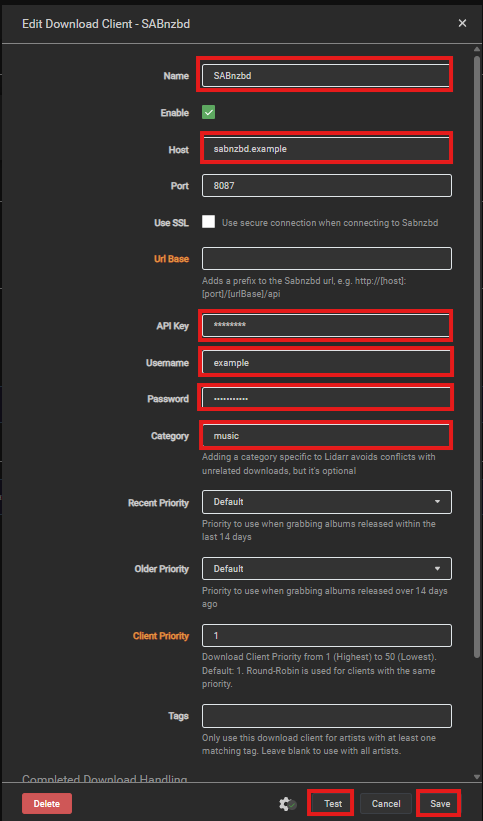 Edit Download Client - SABnzbd
Name
SABnzbd
Enable
Host
sabnzbd.example
Port
8087
Use SSL
Use secure connection when connecting to Sabnzbd
Url Base
Adds a prefix to the Sabnzbd url, e.g. http://[host]:
[port]/[urlBase]/api
API Key
********
Username
example
Password
•••••••••••
Category
music
Adding a category specific to Lidarr avoids conflicts with
unrelated downloads, but it's optional
Recent Priority
Default
Priority to use when grabbing albums released within the
last 14 days
Older Priority
Default
Priority to use when grabbing albums released over 14 days
ago
Client Priority
1
Download Client Priority from 1 (Highest) to 50 (Lowest).
Default: 1. Round-Robin is used for clients with the same
priority.
Tags
Only use this download client for artists with at least one
matching tag. Leave blank to use with all artists.
Completed Download Handling
Delete
Test
Cancel
Save